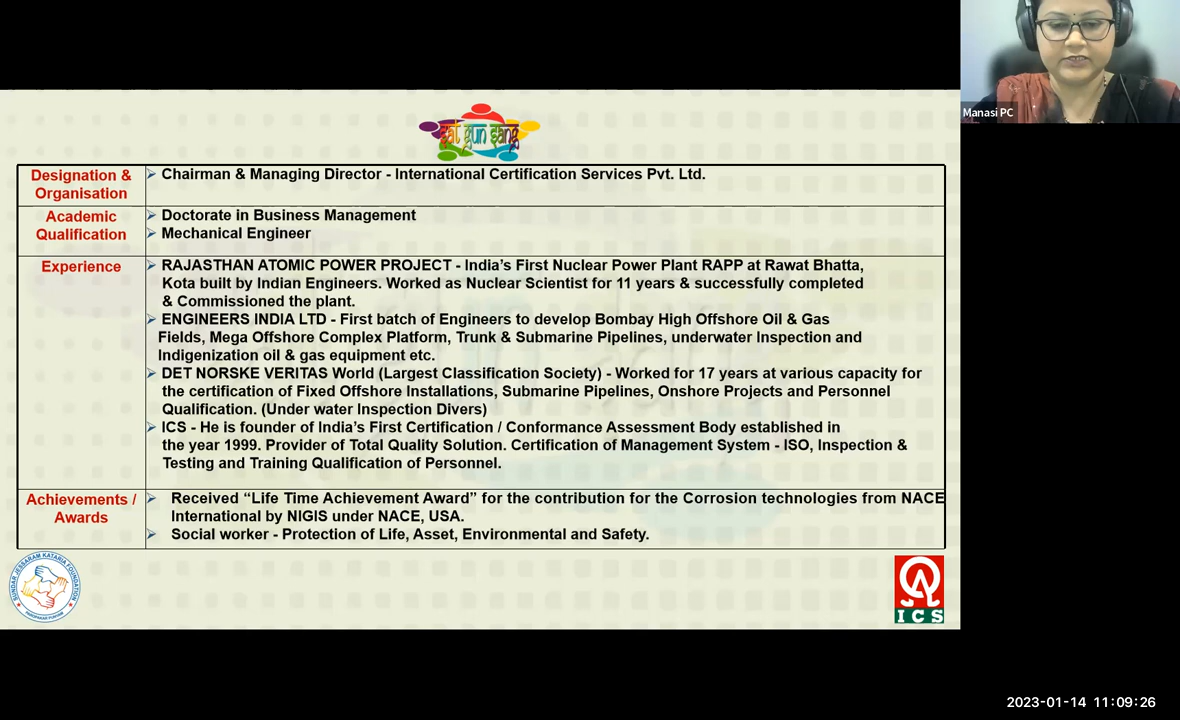 sat gun sang
Manasi PC
Designation &
Organisation
Chairman & Managing Director - International Certification Services Pvt. Ltd.
Academic
Qualification
Doctorate in Business Management
Mechanical Engineer
Experience
RAJASTHAN ATOMIC POWER PROJECT - India’s First Nuclear Power Plant RAPP at Rawat Bhatta,
Kota built by Indian Engineers. Worked as Nuclear Scientist for 11 years & successfully completed
& Commissioned the plant.
ENGINEERS INDIA LTD - First batch of Engineers to develop Bombay High Offshore Oil & Gas
Fields, Mega Offshore Complex Platform, Trunk & Submarine Pipelines, underwater Inspection and
Indigenization oil & gas equipment etc.
DET NORSKE VERITAS World (Largest Classification Society) - Worked for 17 years at various capacity for
the certification of Fixed Offshore Installations, Submarine Pipelines, Onshore Projects and Personnel
Qualification. (Under water Inspection Divers)
ICS - He is founder of India’s First Certification / Conformance Assessment Body established in
the year 1999. Provider of Total Quality Solution. Certification of Management System - ISO, Inspection &
Testing and Training Qualification of Personnel.
Achievements /
Awards
Received “Life Time Achievement Award” for the contribution for the Corrosion technologies from NACE
International by NIGIS under NACE, USA.
Social worker - Protection of Life, Asset, Environmental and Safety.
SUNDAR JESSARAM KATARIA FOUNDATION
ICS
2023-01-14 11:09:26